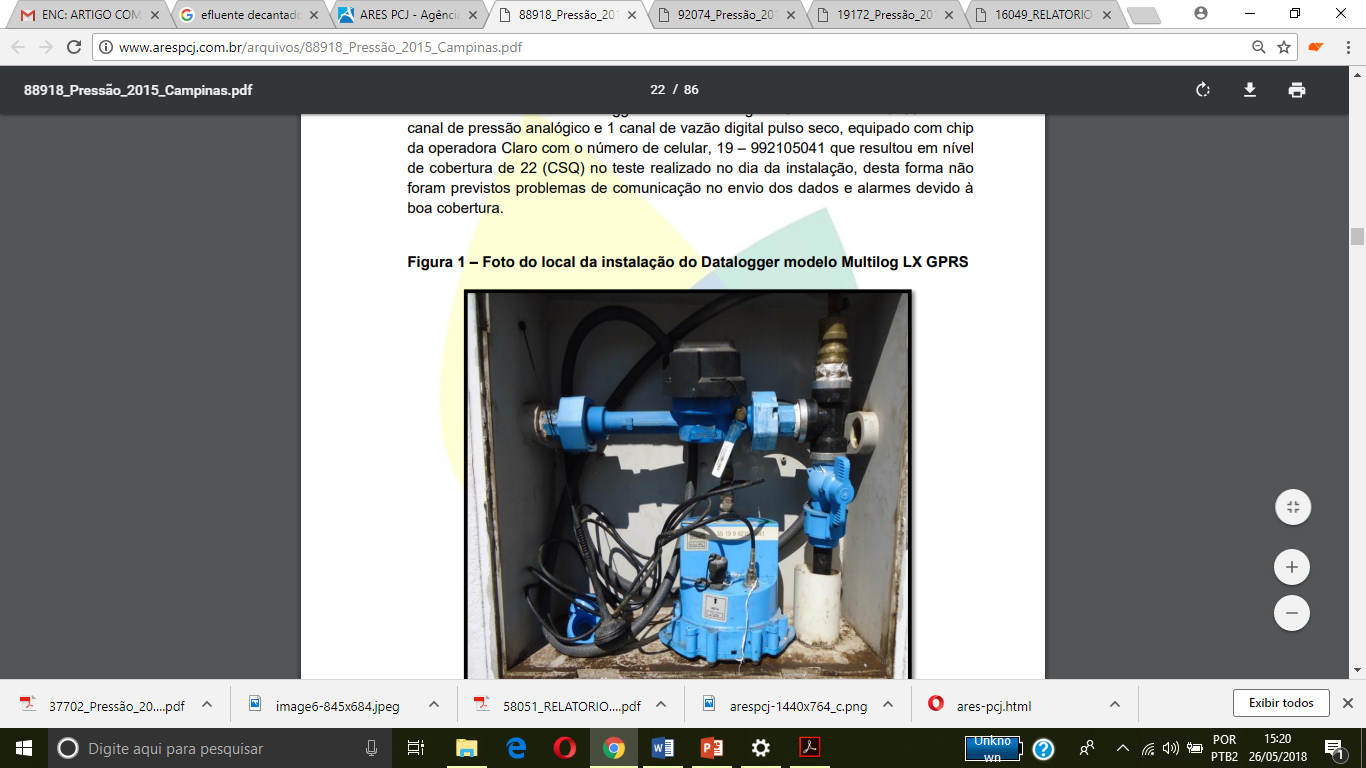 ENC: ARTIGO COM
efluente decantado
ARES PCJ - Agênci
88918_Pressão_201
92074_Pressão_201
19172_Pressão_20
16049_RELATORIO
www.arespcj.com.br/arquivos/88918_Pressão_2015_Campinas.pdf
88918_Pressão_2015_Campinas.pdf
22 / 86
canal de pressão analógico e 1 canal de vazão digital pulso seco, equipado com chip
da operadora Claro com o número de celular, 19 – 992105041 que resultou em nível
de cobertura de 22 (CSQ) no teste realizado no dia da instalação, desta forma não
foram previstos problemas de comunicação no envio dos dados e alarmes devido à
boa cobertura.
Figura 1 – Foto do local da instalação do Datalogger modelo Multilog LX GPRS
37702_Pressão_20....pdf
image6-845x684.jpeg
58051_RELATORIO....pdf
arespcj-1440x764_c.png
ares-pcj.html
Exibir todos
Digite aqui para pesquisar
Unkno
wn
POR
PTB2
15:20
26/05/2018
1